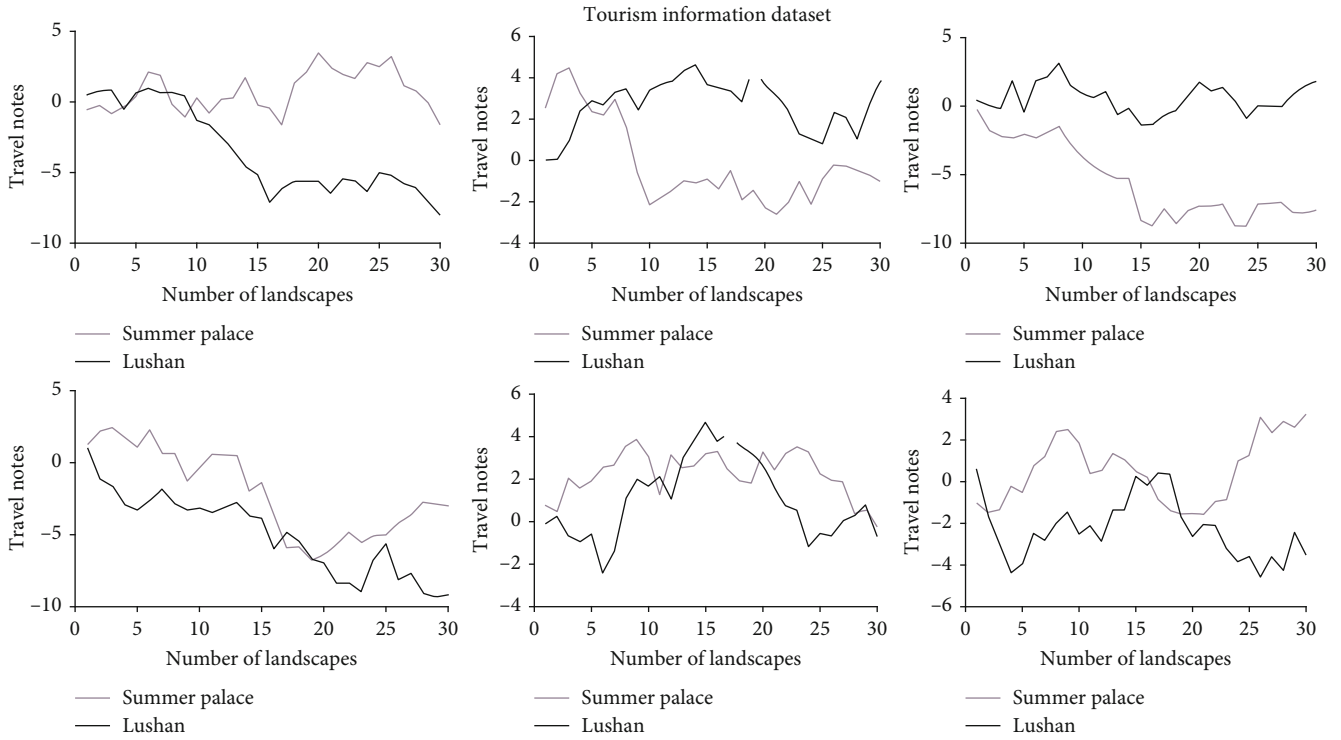 Tourism information dataset
5
0
−5
−10
Travel notes
0 5 10 15 20 25 30
Number of landscapes
Summer palace
Lushan
6
4
2
0
−2
−4
Travel notes
0 5 10 15 20 25 30
Number of landscapes
Summer palace
Lushan
5
0
−5
−10
Travel notes
0 5 10 15 20 25 30
Number of landscapes
Summer palace
Lushan
5
0
−5
−10
Travel notes
0 5 10 15 20 25 30
Number of landscapes
Summer palace
Lushan
6
4
2
0
−2
−4
Travel notes
0 5 10 15 20 25 30
Number of landscapes
Summer palace
Lushan
4
2
0
−2
−4
−6
Travel notes
0 5 10 15 20 25 30
Number of landscapes
Summer palace
Lushan